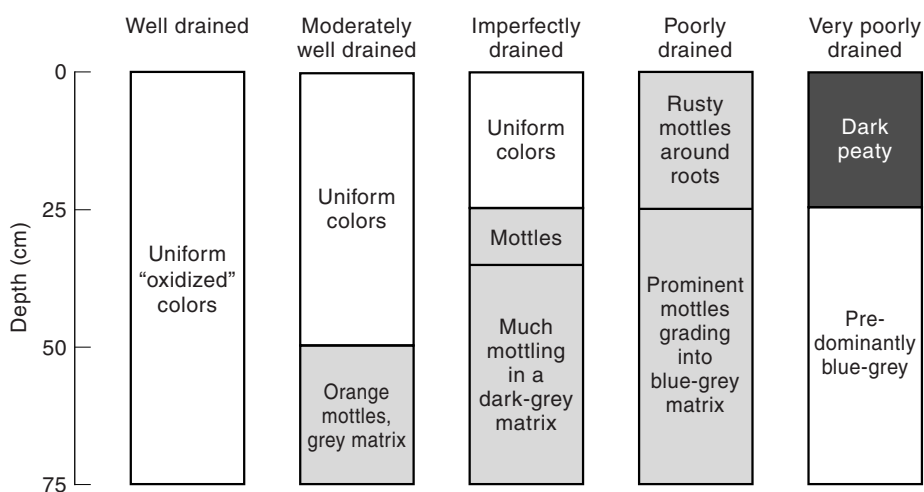 Well drained
Moderately
well drained
Imperfectly
drained
Poorly
drained
Very poorly
drained
Depth (cm)
0
25
50
75
Uniform
“oxidized”
colors
Uniform
colors
Orange
mottles,
grey matrix
Uniform
colors
Mottles
Much
mottling
in a
dark-grey
matrix
Rusty
mottles
around
roots
Prominent
mottles
grading
into
blue-grey
matrix
Dark
peaty
Pre-
dominantly
blue-grey